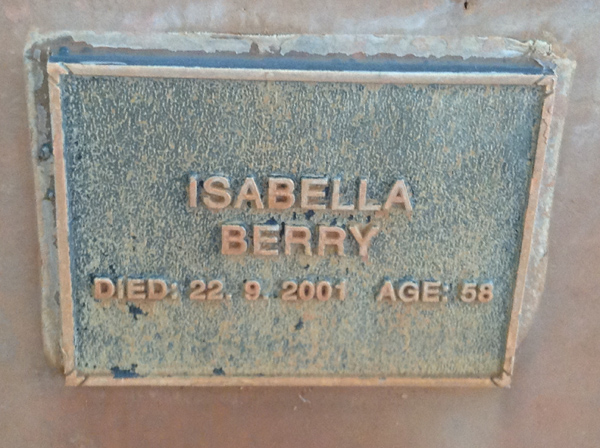 ISABELLA
BERRY
DIED: 22. 9. 2001 AGE: 58